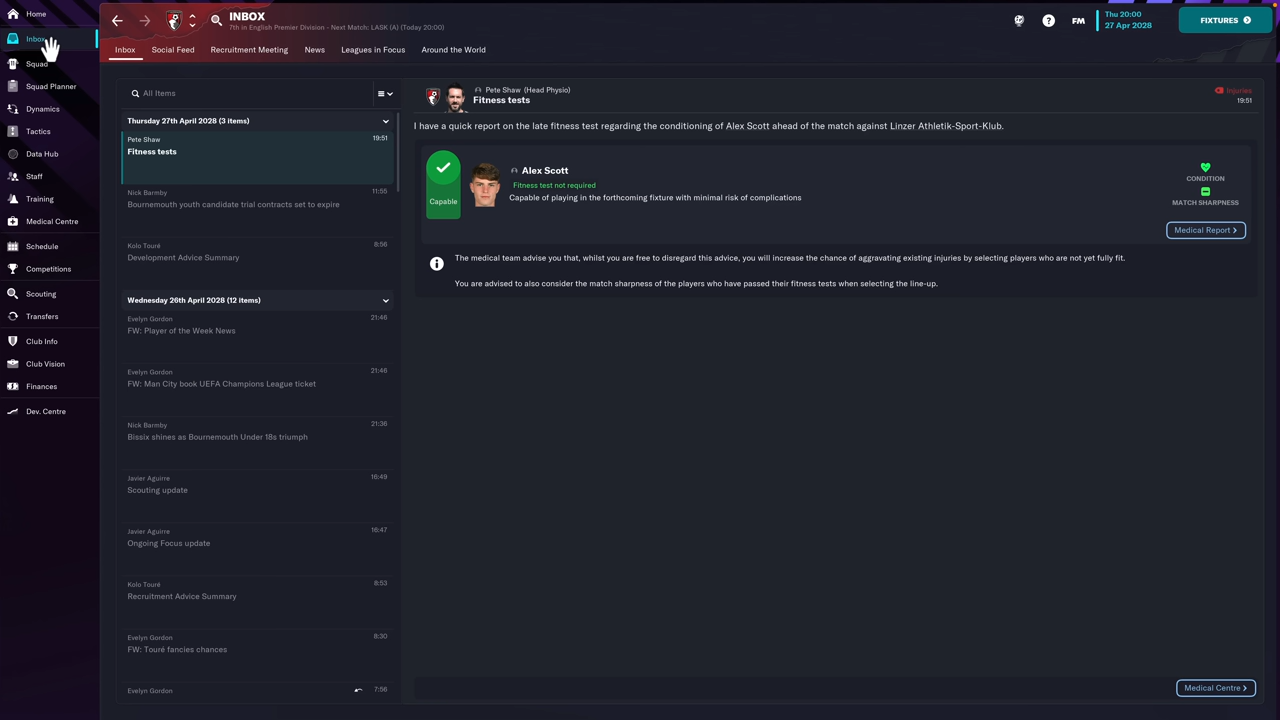 Home
Inbox
Squad
Squad Planner
Dynamics
Tactics
Data Hub
Staff
Training
Medical Centre
Schedule
Competitions
Scouting
Transfers
Club Info
Club Vision
Finances
Dev. Centre
INBOX
7th in English Premier Division - Next Match: LASK (A) (Today 20:00)
FM
Thu 20:00
27 Apr 2028
FIXTURES
Inbox Social Feed Recruitment Meeting News Leagues in Focus Around the World
All Items
Thursday 27th April 2028 (3 items)
Pete Shaw 19:51
Fitness tests
Nick Barmby 11:55
Bournemouth youth candidate trial contracts set to expire
Kolo Touré 8:56
Development Advice Summary
Wednesday 26th April 2028 (12 items)
Evelyn Gordon 21:46
FW: Player of the Week News
Evelyn Gordon 21:46
FW: Man City book UEFA Champions League ticket
Nick Barmby 21:36
Bissix shines as Bournemouth Under 18s triumph
Javier Aguirre 16:49
Scouting update
Javier Aguirre 16:47
Ongoing Focus update
Kolo Touré 8:53
Recruitment Advice Summary
Evelyn Gordon 8:30
FW: Touré fancies chances
Evelyn Gordon 7:56
Pete Shaw (Head Physio)
Fitness tests
Injuries
19:51
I have a quick report on the late fitness test regarding the conditioning of Alex Scott ahead of the match against Linzer Athletik-Sport-Klub.
Capable
Alex Scott
Fitness test not required
Capable of playing in the forthcoming fixture with minimal risk of complications
CONDITION
MATCH SHARPNESS
Medical Report
The medical team advise you that, whilst you are free to disregard this advice, you will increase the chance of aggravating existing injuries by selecting players who are not yet fully fit.
You are advised to also consider the match sharpness of the players who have passed their fitness tests when selecting the line-up.
Medical Centre